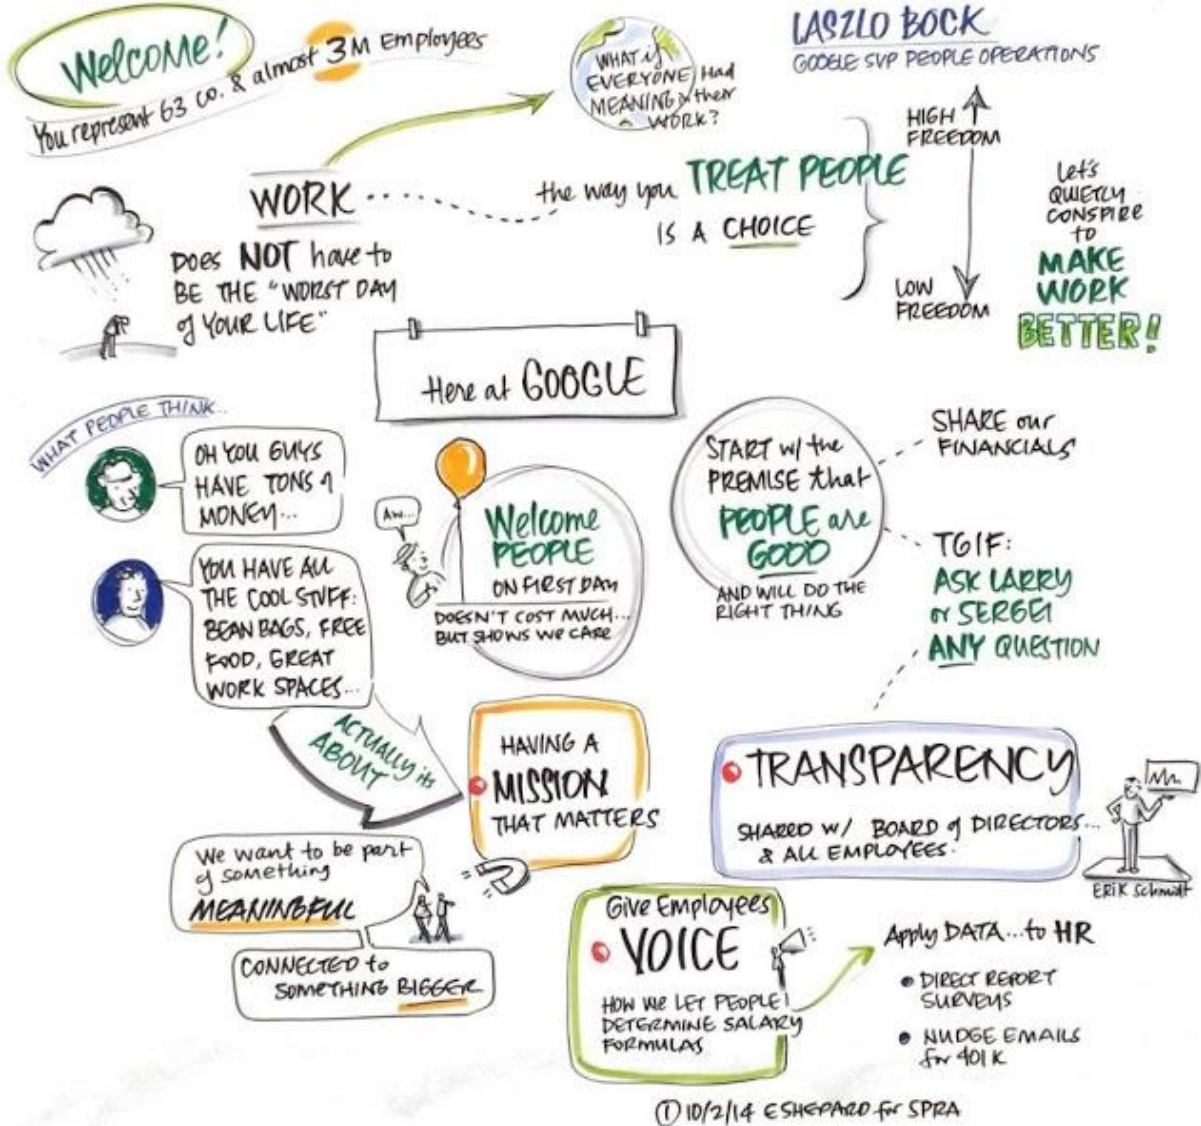 Welcome!
You represent 63 co. & almost 3M Employees
WHAT if
EVERYONE Had
MEANING in their
WORK?
LASZLO BOCK
GOOGLE SVP PEOPLE OPERATIONS
WORK
DOES NOT have to
BE THE "WORST DAY
of YOUR LIFE"
the way you TREAT PEOPLE
IS A CHOICE
HIGH
FREEDOM
LOW
FREEDOM
Let's
QUIETLY
CONSPIRE
to
MAKE
WORK
BETTER!
Here at GOOGLE
WHAT PEOPLE THINK..
OH YOU GUYS
HAVE TONS of
MONEY...
YOU HAVE ALL
THE COOL STUFF:
BEAN BAGS, FREE
FOOD, GREAT
WORK SPACES...
AW...
Welcome
PEOPLE
ON FIRST DAY
DOESN'T COST MUCH...
BUT SHOWS WE CARE
START w/ the
PREMISE that
PEOPLE are
GOOD
AND WILL DO THE
RIGHT THING
SHARE our
FINANCIALS
TGIF:
ASK LARRY
or SERGEI
ANY QUESTION
ACTUALLY its
ABOUT
HAVING A
MISSION
THAT MATTERS
We want to be part
of something
MEANINGFUL
CONNECTED to
SOMETHING BIGGER
TRANSPARENCY
SHARED w/ BOARD of DIRECTORS...
& ALL EMPLOYEES.
ERIK Schmidt
Give Employees
VOICE
HOW WE LET PEOPLE
DETERMINE SALARY
FORMULAS
Apply DATA...to HR
DIRECT REPORT
SURVEYS
NUDGE EMAILS
for 401K
① 10/2/14 ESHEPARD for SPRA